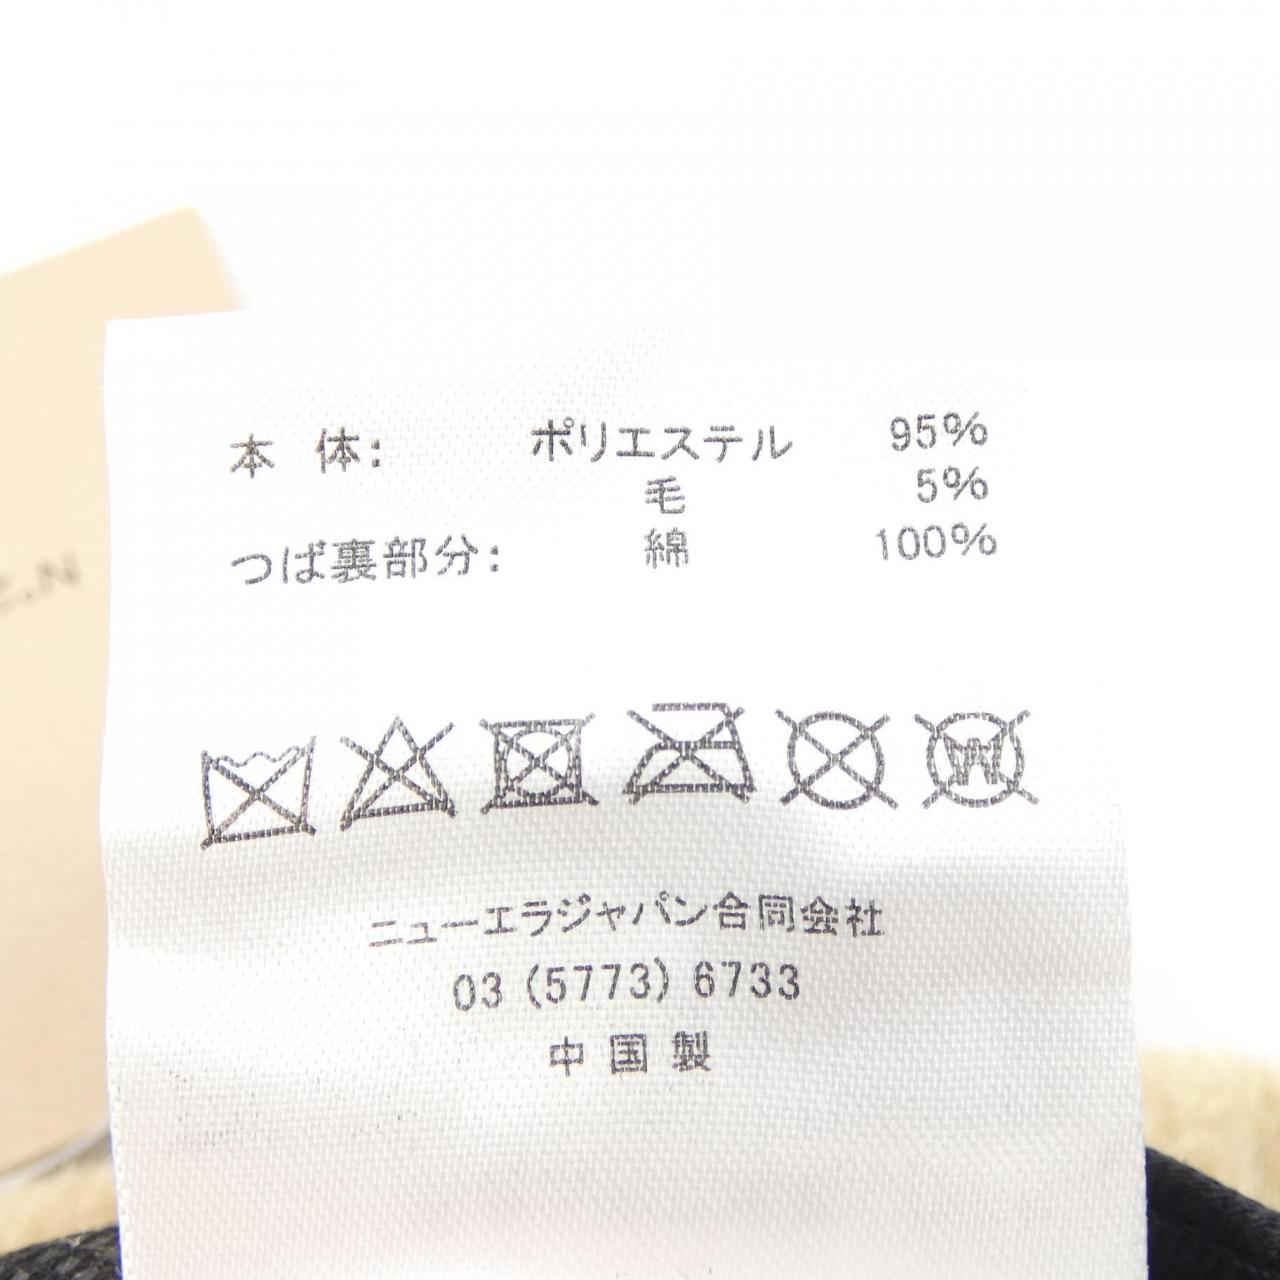 本 体: ポリエステル 95%
毛 5%
つば裏部分: 綿 100%
W
ニューエラジャパン合同会社
03 (5773) 6733
中国製